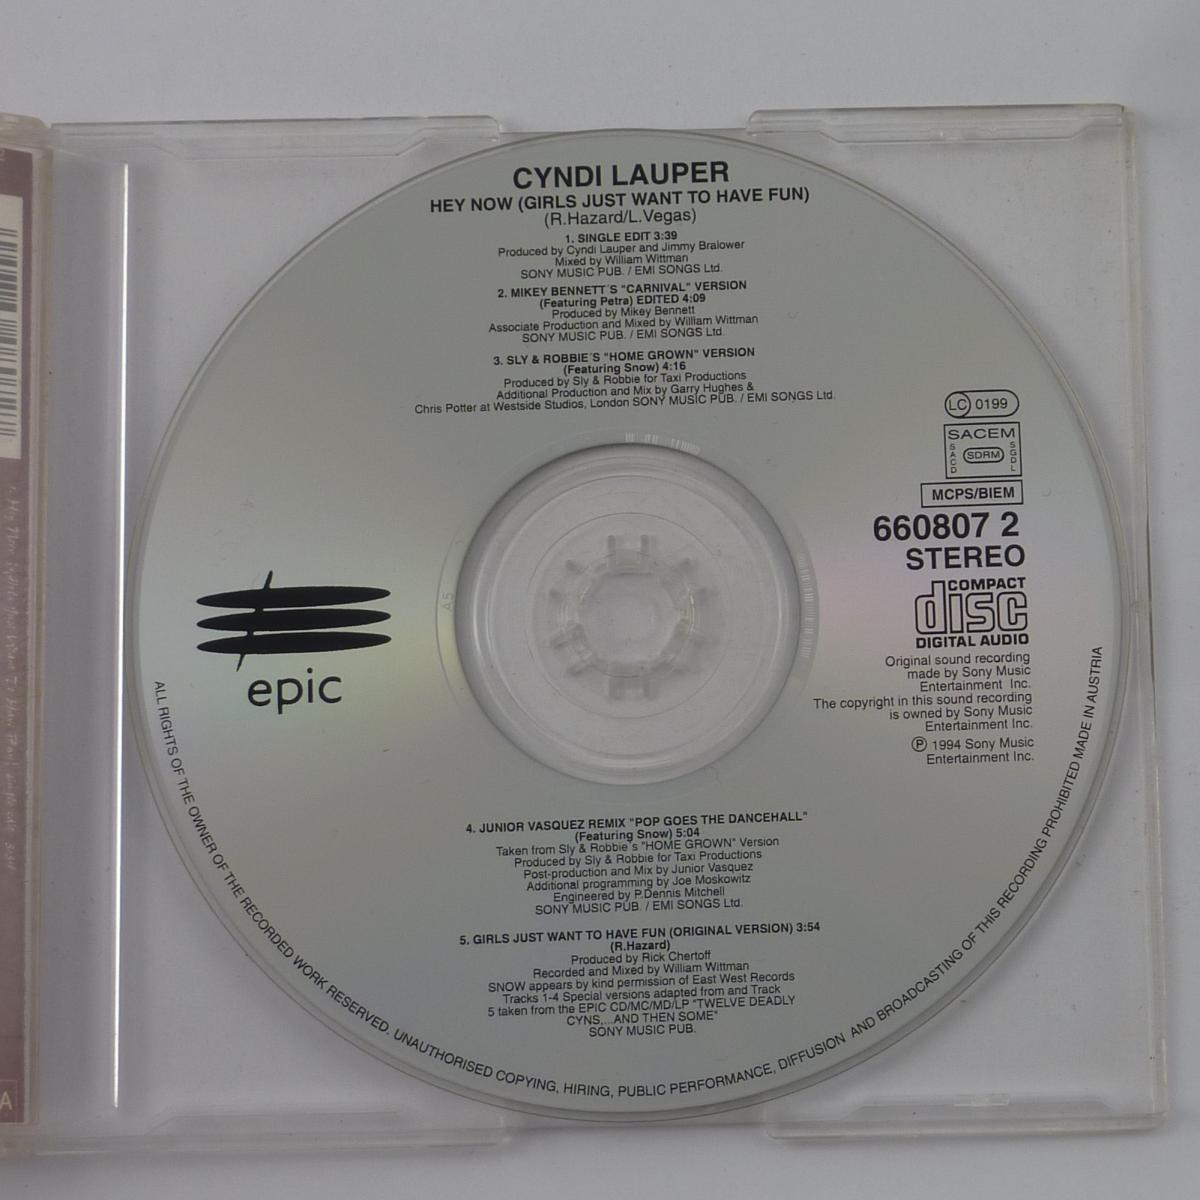 CYNDI LAUPER
HEY NOW (GIRLS JUST WANT TO HAVE FUN)
(R.Hazard/L.Vegas)
1. SINGLE EDIT 3:39
Produced by Cyndi Lauper and Jimmy Bralower
Mixed by William Wittman
SONY MUSIC PUB. / EMI SONGS Ltd.
2. MIKEY BENNETT´S "CARNIVAL" VERSION
(Featuring Petra) EDITED 4:09
Produced by Mikey Bennett
Associate Production and Mixed by William Wittman
SONY MUSIC PUB. / EMI SONGS Ltd.
3. SLY & ROBBIE´S "HOME GROWN" VERSION
(Featuring Snow) 4:16
Produced by Sly & Robbie for Taxi Productions
Additional Production and Mix by Garry Hughes &
Chris Potter at Westside Studios, London SONY MUSIC PUB. / EMI SONGS Ltd.
LC 0199
SACEM
SACD SDRM SGDL
MCPS/BIEM
660807 2
STEREO
COMPACT
disc
DIGITAL AUDIO
Original sound recording
made by Sony Music
Entertainment Inc.
The copyright in this sound recording
is owned by Sony Music
Entertainment Inc.
℗ 1994 Sony Music
Entertainment Inc.
epic
A5
4. JUNIOR VASQUEZ REMIX "POP GOES THE DANCEHALL"
(Featuring Snow) 5:04
Taken from Sly & Robbie´s "HOME GROWN" Version
Produced by Sly & Robbie for Taxi Productions
Post-production and Mix by Junior Vasquez
Additional programming by Joe Moskowitz
Engineered by P.Dennis Mitchell
SONY MUSIC PUB. / EMI SONGS Ltd.
5. GIRLS JUST WANT TO HAVE FUN (ORIGINAL VERSION) 3:54
(R.Hazard)
Produced by Rick Chertoff
Recorded and Mixed by William Wittman
SNOW appears by kind permission of East West Records
Tracks 1-4 Special versions adapted from and Track
5 taken from the EPIC CD/MC/MD/LP "TWELVE DEADLY
CYNS,...AND THEN SOME"
SONY MUSIC PUB.
ALL RIGHTS OF THE OWNER OF THE RECORDED WORK RESERVED. UNAUTHORISED COPYING, HIRING, PUBLIC PERFORMANCE, DIFFUSION AND BROADCASTING OF THIS RECORDING PROHIBITED MADE IN AUSTRIA
A